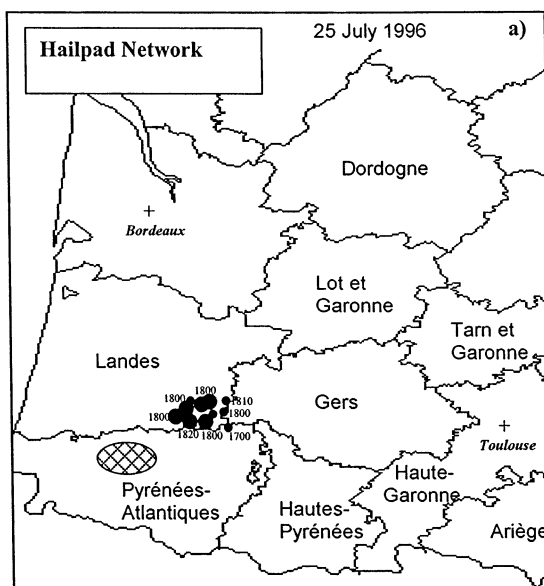 25 July 1996
a)
Hailpad Network
Dordogne
Bordeaux
Lot et
Garonne
Tarn et
Garonne
Landes
1800
1800
1810
1800
1800
1820
1800
1700
Gers
Toulouse
Haute-
Garonne
Pyrénées-
Atlantiques
Hautes-
Pyrénées
Ariège